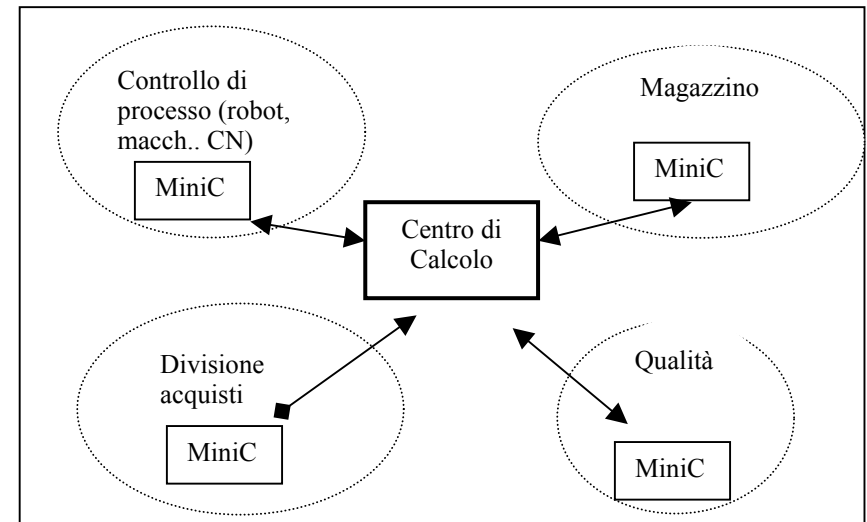 Controllo di
processo (robot,
macch.. CN)
MiniC
Magazzino
MiniC
Centro di
Calcolo
Divisione
acquisti
MiniC
Qualità
MiniC